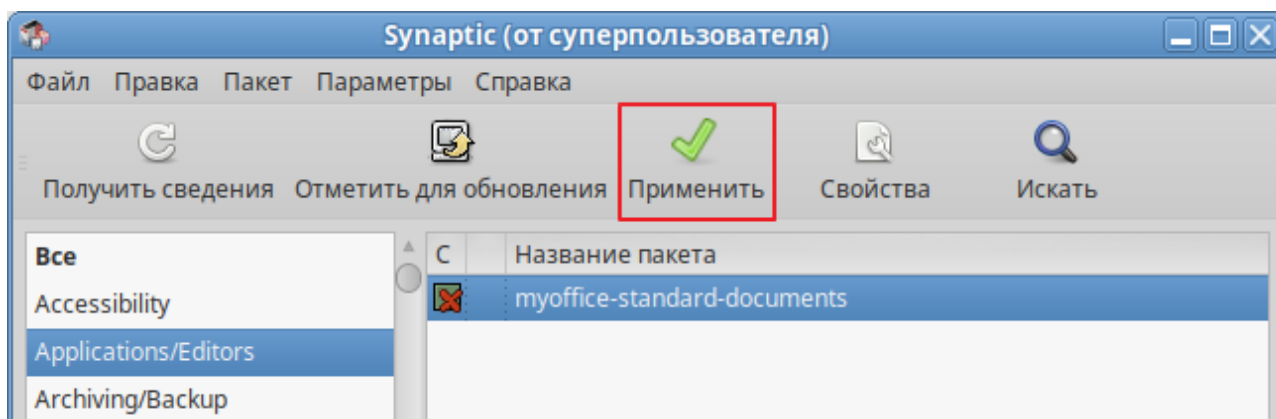 Synaptic (от суперпользователя)
Файл Правка Пакет Параметры Справка
Получить сведения Отметить для обновления Применить Свойства Искать
Все
С Название пакета
Accessibility
myoffice-standard-documents
Applications/Editors
Archiving/Backup